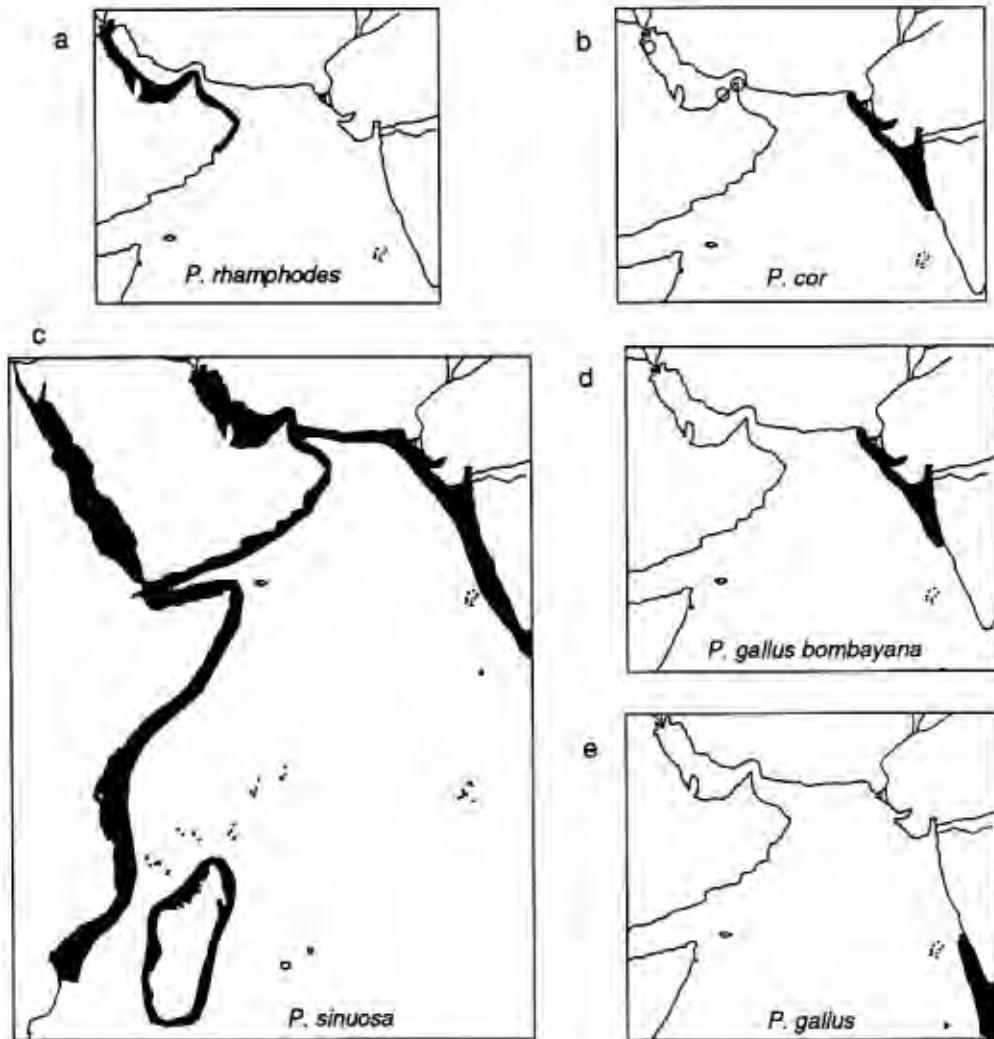 a
P. rhamphodes
b
P. cor
c
P. sinuosa
d
P. gallus bombayana
e
P. gallus